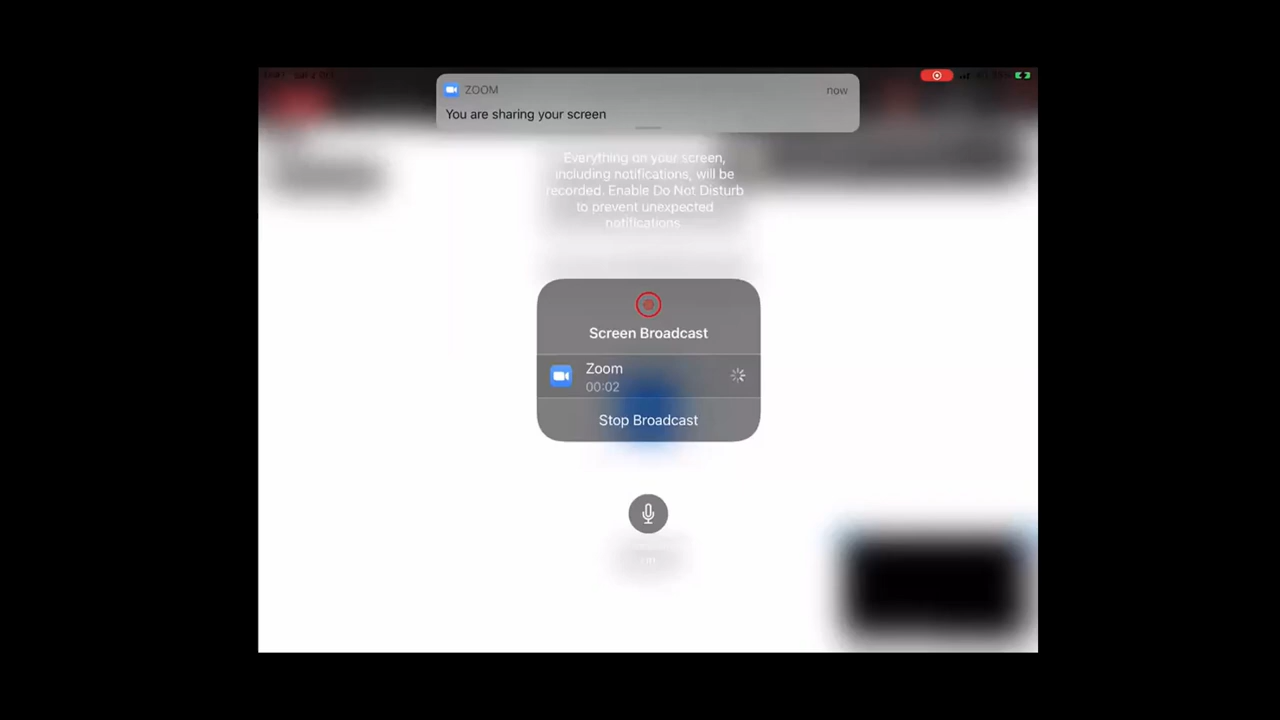 ZOOM
now
You are sharing your screen
Everything on your screen,
including notifications, will be
recorded. Enable Do Not Disturb
to prevent unexpected
notifications.
Screen Broadcast
Zoom
00:02
Stop Broadcast